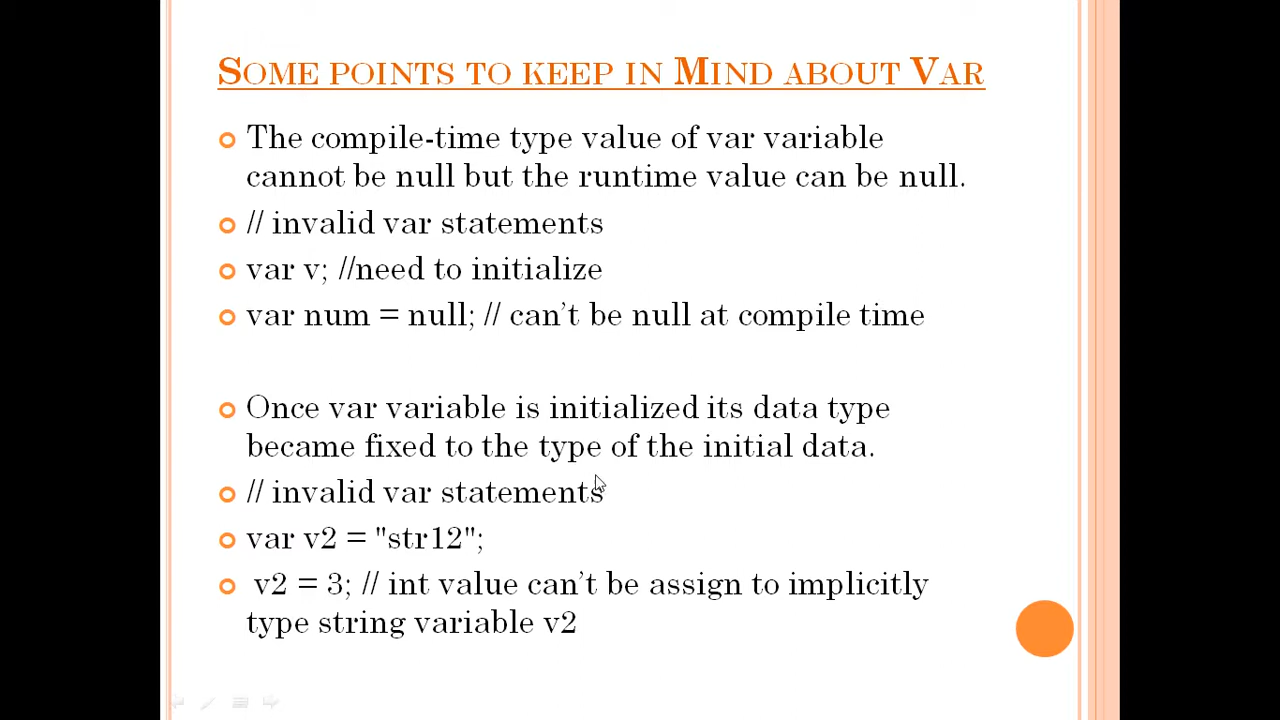 Some points to keep in Mind about Var
The compile-time type value of var variable
cannot be null but the runtime value can be null.
// invalid var statements
var v; //need to initialize
var num = null; // can’t be null at compile time
Once var variable is initialized its data type
became fixed to the type of the initial data.
// invalid var statements
var v2 = "str12";
v2 = 3; // int value can’t be assign to implicitly
type string variable v2